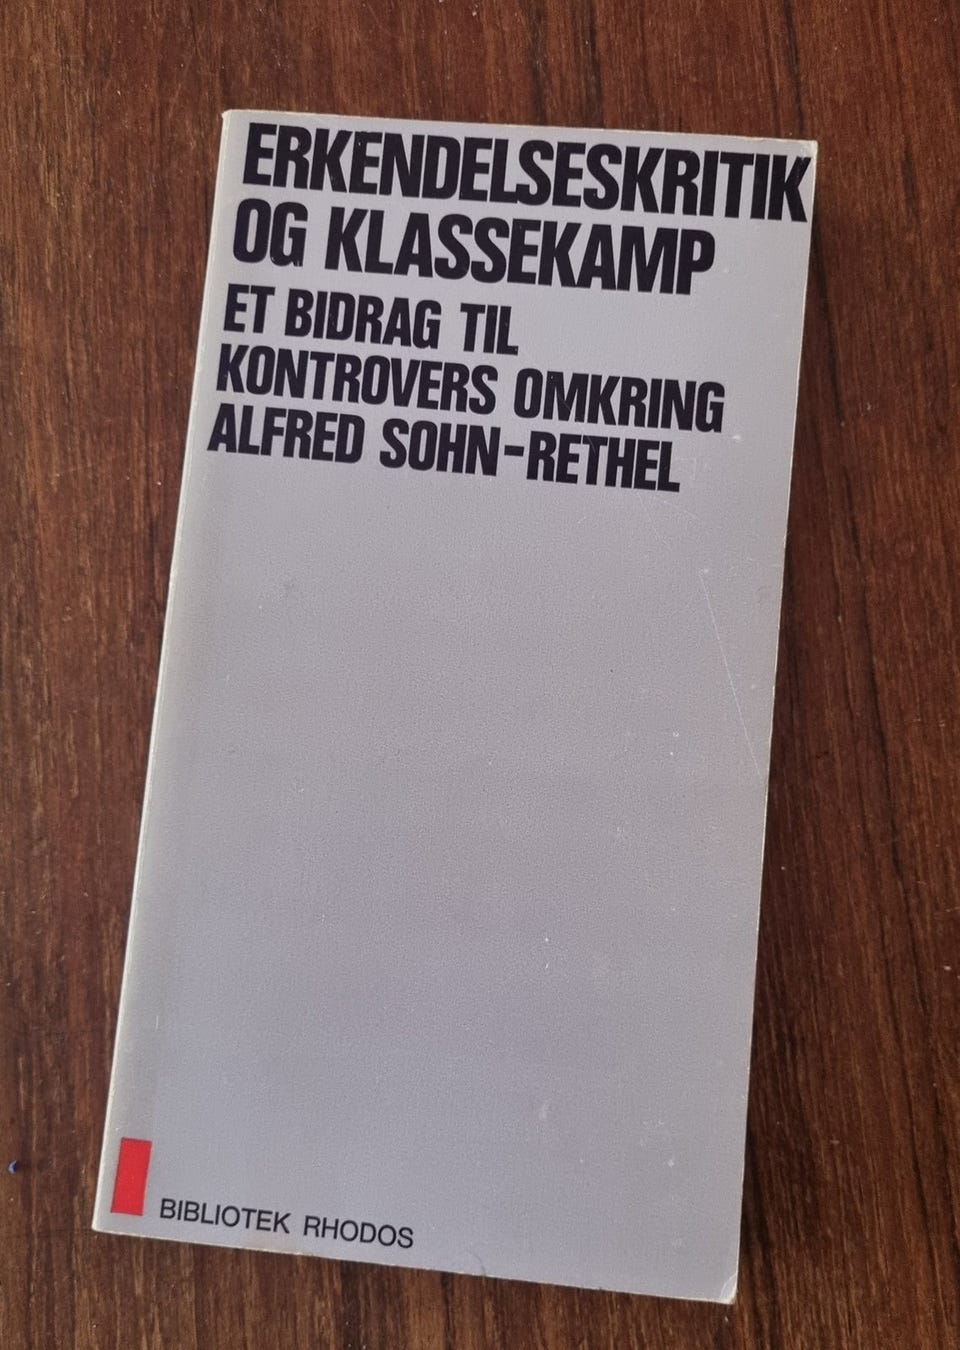 ERKENDELSESKRITIK
OG KLASSEKAMP
ET BIDRAG TIL
KONTROVERS OMKRING
ALFRED SOHN-RETHEL
BIBLIOTEK RHODOS